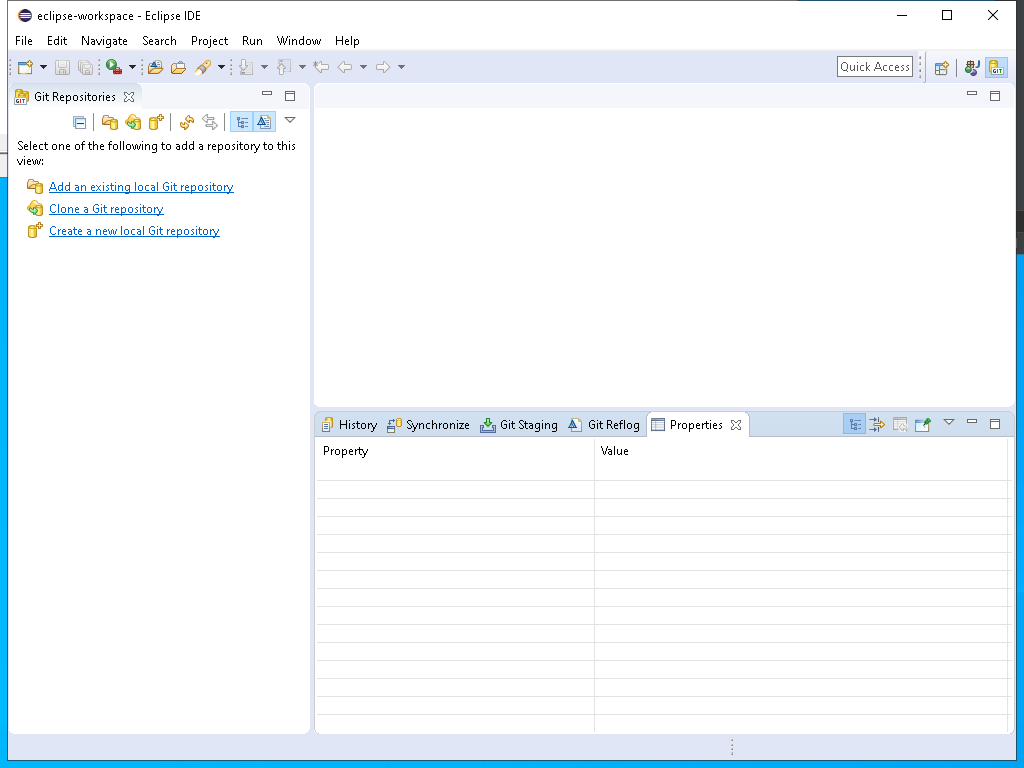 eclipse-workspace - Eclipse IDE
File Edit Navigate Search Project Run Window Help
Quick Access
Git Repositories
Select one of the following to add a repository to this
view:
Add an existing local Git repository
Clone a Git repository
Create a new local Git repository
History Synchronize Git Staging Git Reflog Properties
Property Value